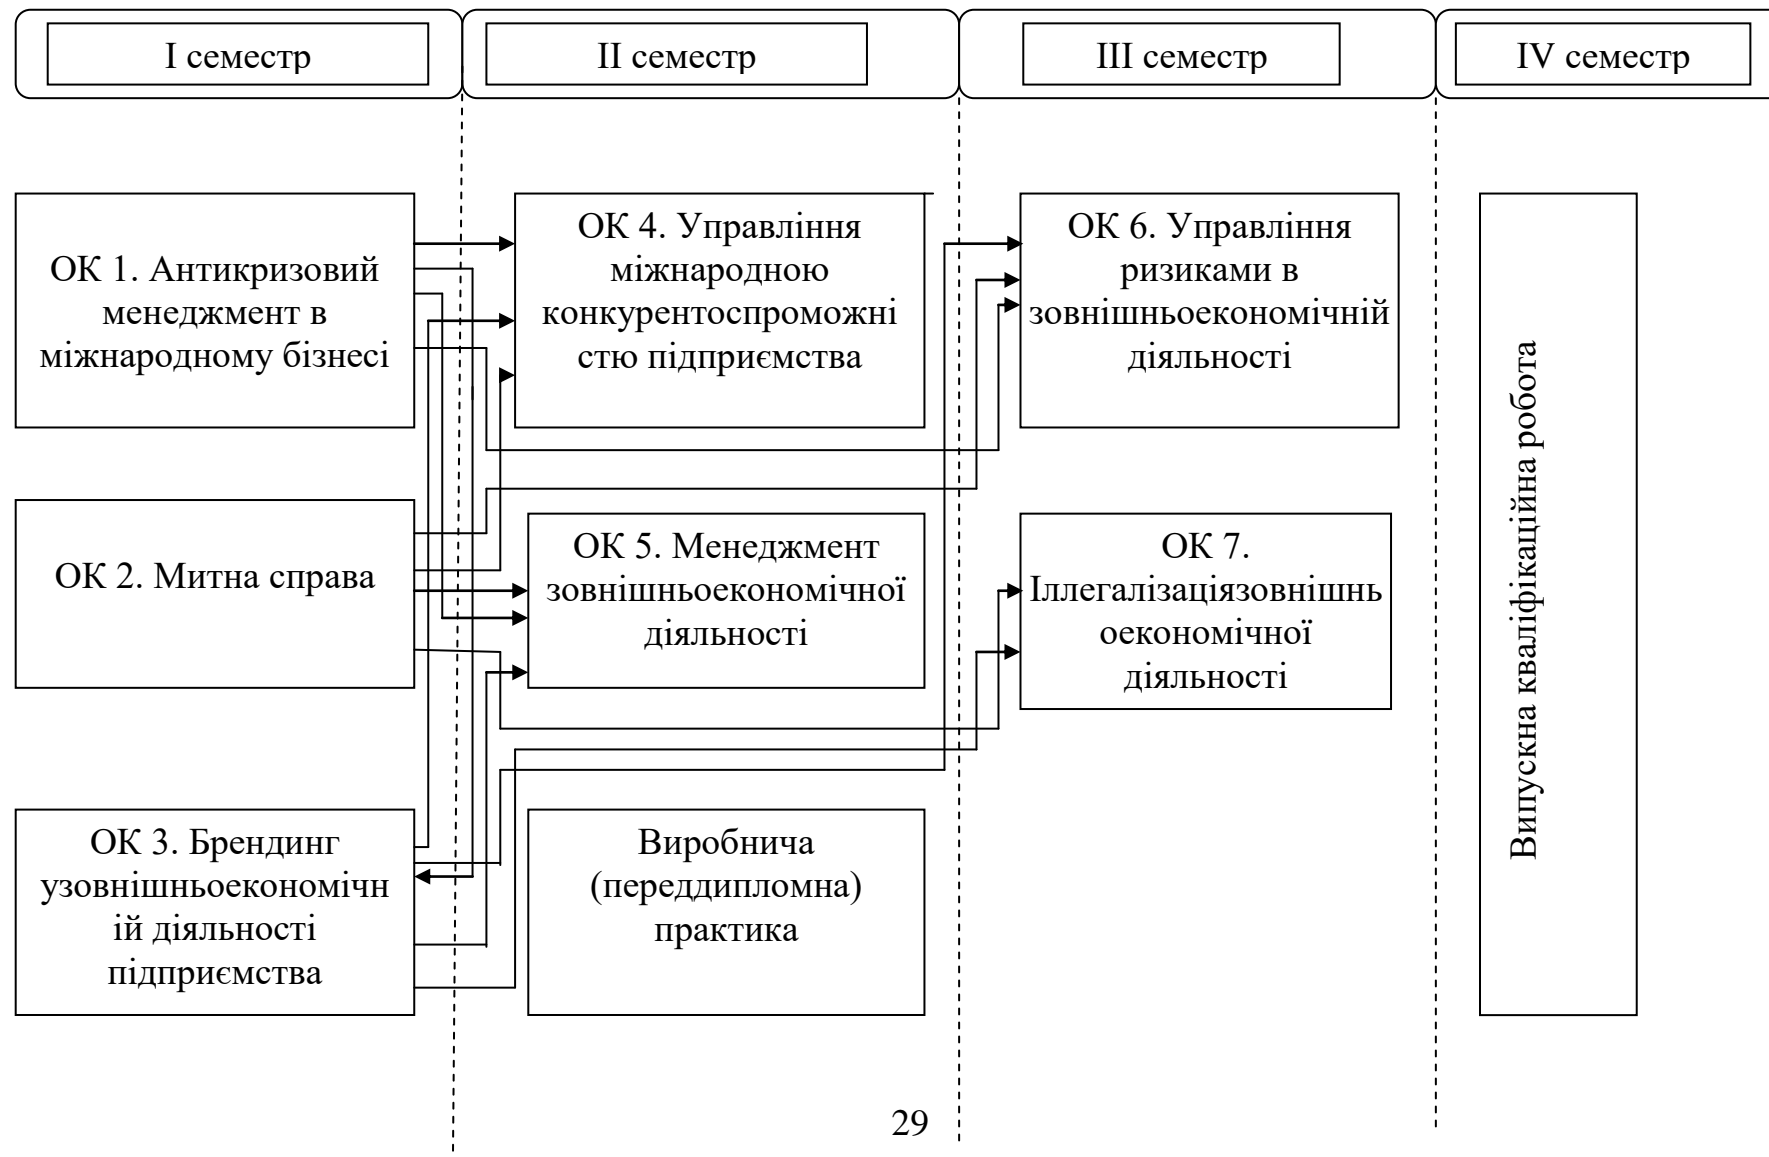 I семестр
II семестр
III семестр
IV семестр
ОК 1. Антикризовий
менеджмент в
міжнародному бізнесі
ОК 4. Управління
міжнародною
конкурентоспроможні
стю підприємства
ОК 6. Управління
ризиками в
зовнішньоекономічній
діяльності
ОК 2. Митна справа
ОК 5. Менеджмент
зовнішньоекономічної
діяльності
ОК 7.
Іллегалізаціязовнішнь
оекономічної
діяльності
ОК 3. Брендинг
узовнішньоекономічн
ій діяльності
підприємства
Виробнича
(переддипломна)
практика
Випускна кваліфікаційна робота
29